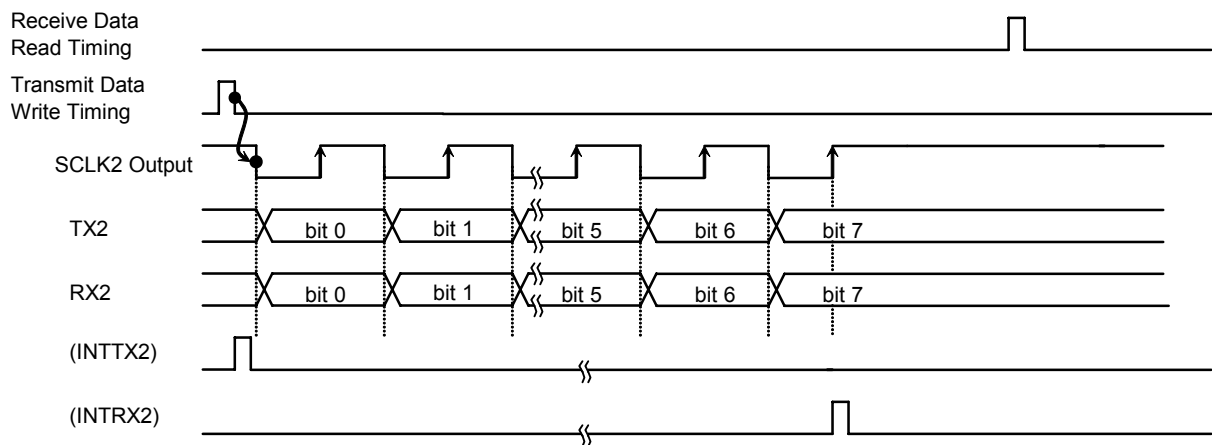 Receive Data
Read Timing
Transmit Data
Write Timing
SCLK2 Output
TX2
bit 0 bit 1 bit 5 bit 6 bit 7
RX2
bit 0 bit 1 bit 5 bit 6 bit 7
(INTTX2)
(INTRX2)